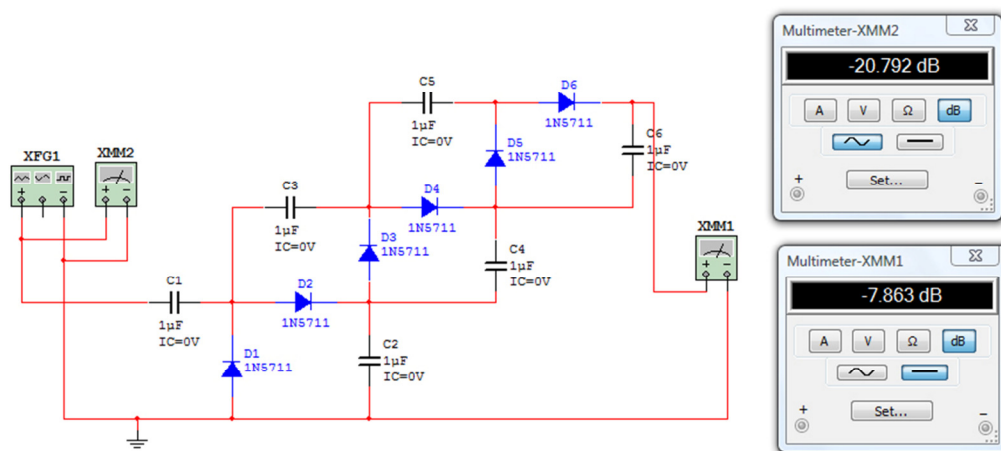 C5
1µF
IC=0V
D6
1N5711
C6
1µF
IC=0V
D5
1N5711
XFG1
XMM2
C3
1µF
IC=0V
D4
1N5711
D3
1N5711
C4
1µF
IC=0V
XMM1
C1
1µF
IC=0V
D2
1N5711
D1
1N5711
C2
1µF
IC=0V
Multimeter-XMM2
-20.792 dB
A V Ω dB
Set...
+ -
Multimeter-XMM1
-7.863 dB
A V Ω dB
Set...
+ -